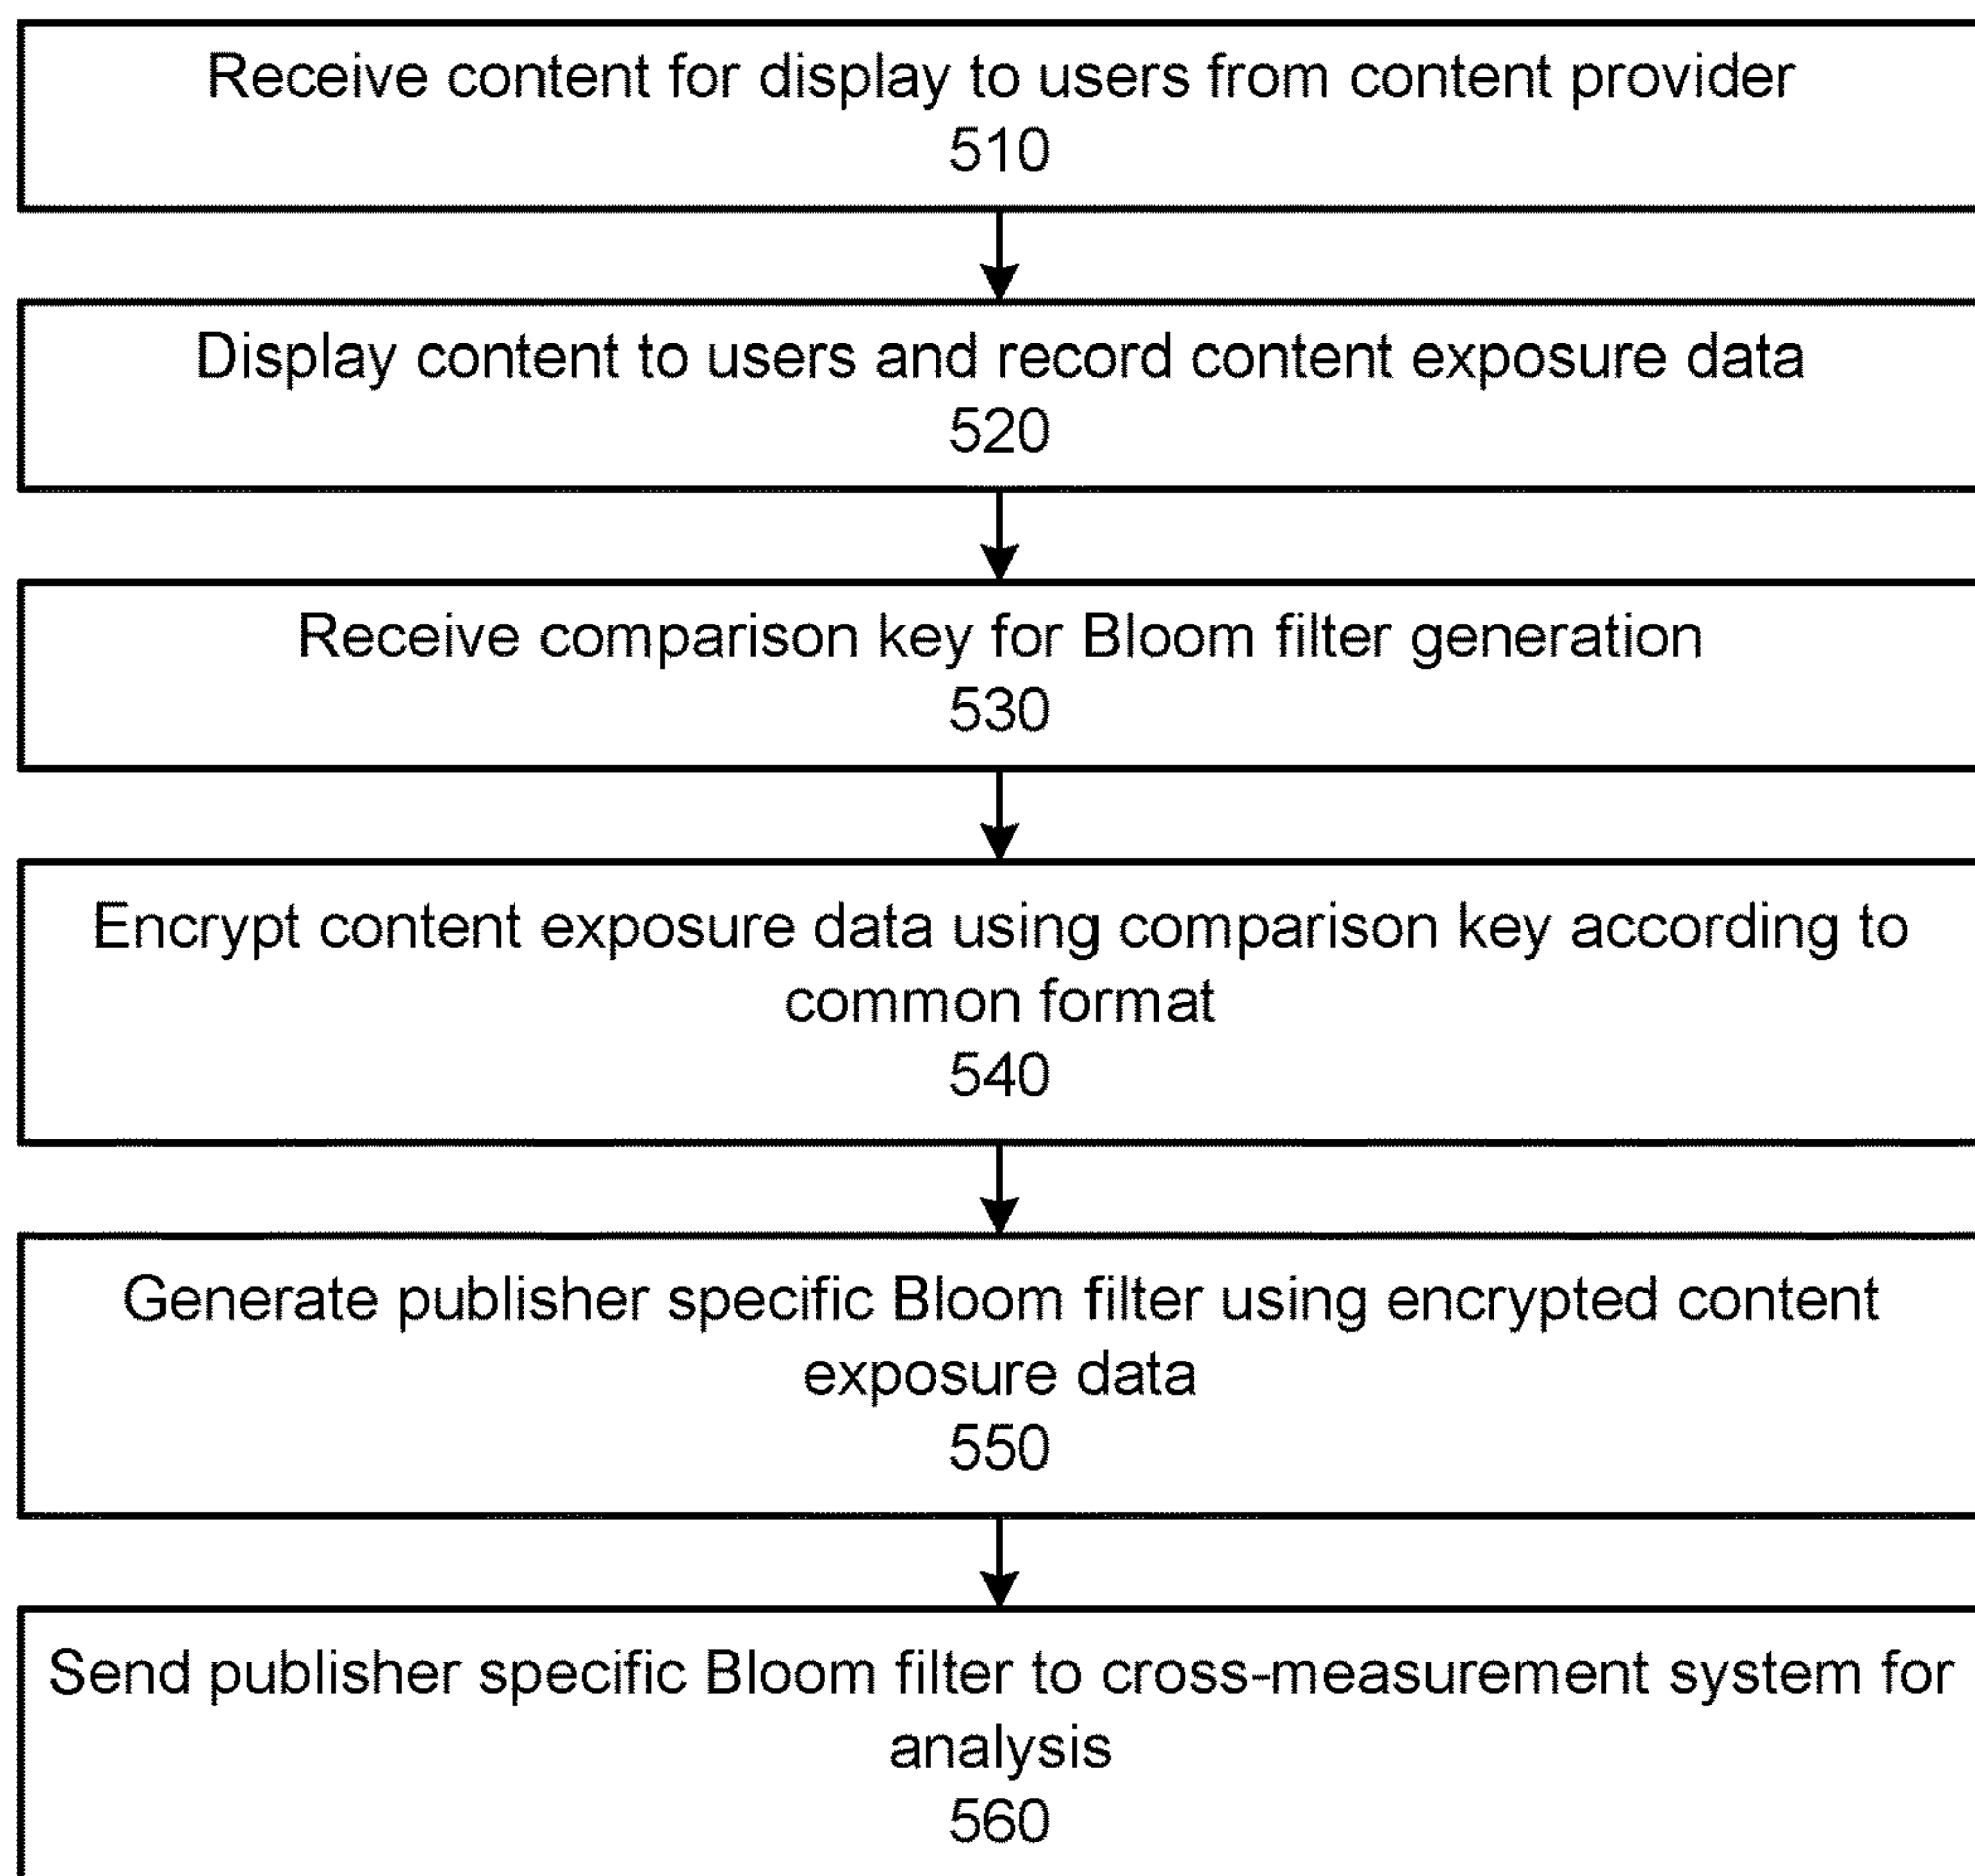 Receive content for display to users from content provider
510
Display content to users and record content exposure data
520
Receive comparison key for Bloom filter generation
530
Encrypt content exposure data using comparison key according to
common format
540
Generate publisher specific Bloom filter using encrypted content
exposure data
550
Send publisher specific Bloom filter to cross-measurement system for
analysis
560